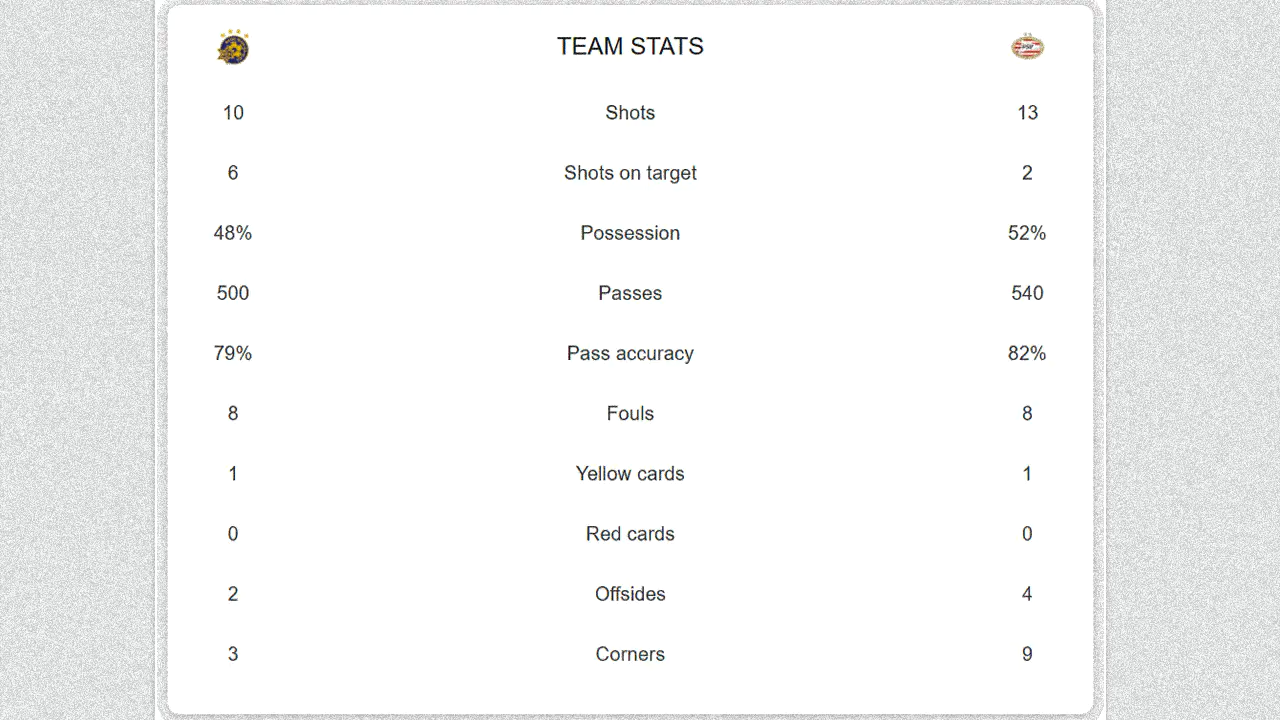 TEAM STATS
10 Shots 13
6 Shots on target 2
48% Possession 52%
500 Passes 540
79% Pass accuracy 82%
8 Fouls 8
1 Yellow cards 1
0 Red cards 0
2 Offsides 4
3 Corners 9